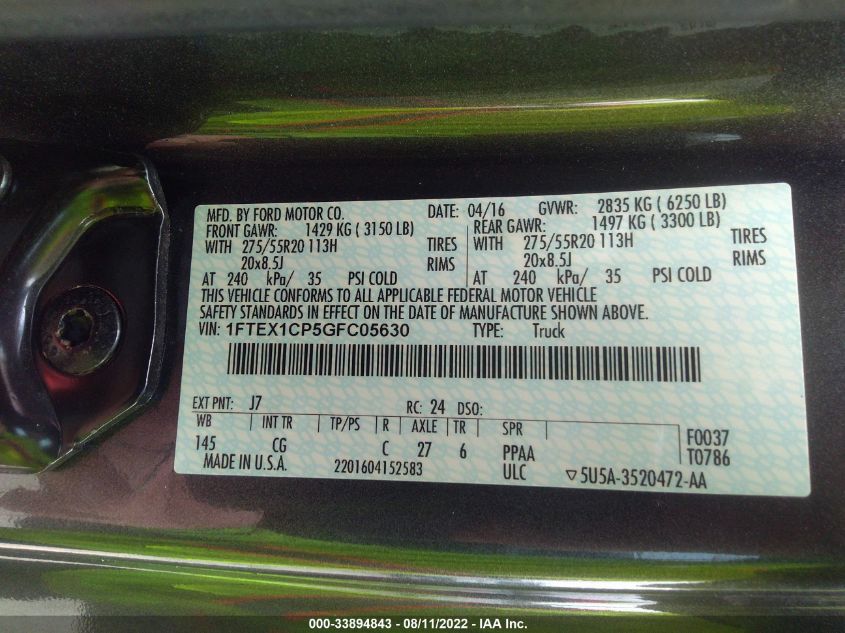 MFD. BY FORD MOTOR CO. DATE: 04/16 GVWR: 2835 KG ( 6250 LB)
FRONT GAWR: 1429 KG ( 3150 LB) REAR GAWR: 1497 KG ( 3300 LB)
WITH 275/55R20 113H TIRES WITH 275/55R20 113H TIRES
20x8.5J RIMS 20x8.5J RIMS
AT 240 kPa/ 35 PSI COLD AT 240 kPa/ 35 PSI COLD
THIS VEHICLE CONFORMS TO ALL APPLICABLE FEDERAL MOTOR VEHICLE
SAFETY STANDARDS IN EFFECT ON THE DATE OF MANUFACTURE SHOWN ABOVE.
VIN: 1FTEX1CP5GFC05630 TYPE: Truck
EXT PNT: J7 RC: 24 DSO:
WB INT TR TP/PS R AXLE TR SPR F0037
145 CG C 27 6 PPAA T0786
MADE IN U.S.A. 2201604152583 ULC ▽5U5A-3520472-AA
000-33894843 - 08/11/2022 - IAA Inc.